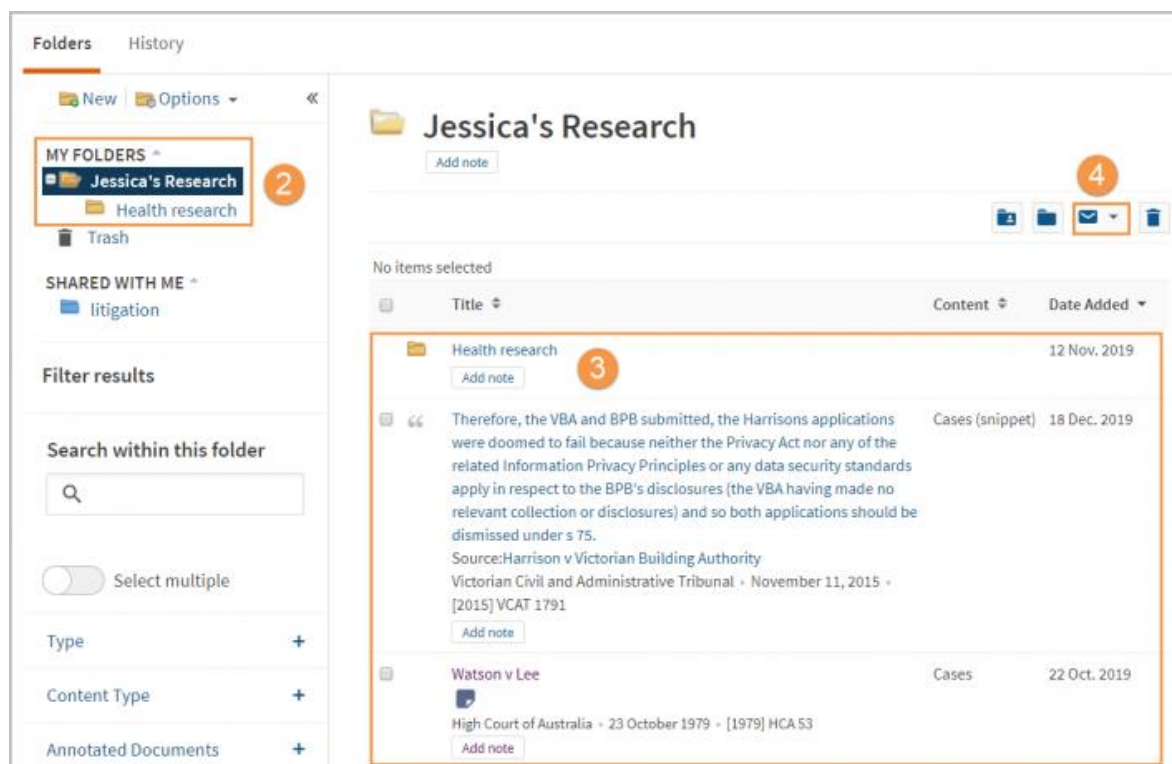 Folders History
New Options
MY FOLDERS
Jessica's Research
Health research
2
Trash
SHARED WITH ME
litigation
Filter results
Search within this folder
Select multiple
Type +
Content Type +
Annotated Documents +
Jessica's Research
Add note
4
No items selected
Title Content Date Added
Health research 12 Nov. 2019
Add note
3
Therefore, the VBA and BPB submitted, the Harrisons applications Cases (snippet) 18 Dec. 2019
were doomed to fail because neither the Privacy Act nor any of the
related Information Privacy Principles or any data security standards
apply in respect to the BPB's disclosures (the VBA having made no
relevant collection or disclosures) and so both applications should be
dismissed under s 75.
Source:Harrison v Victorian Building Authority
Victorian Civil and Administrative Tribunal • November 11, 2015 •
[2015] VCAT 1791
Add note
Watson v Lee Cases 22 Oct. 2019
High Court of Australia • 23 October 1979 • [1979] HCA 53
Add note